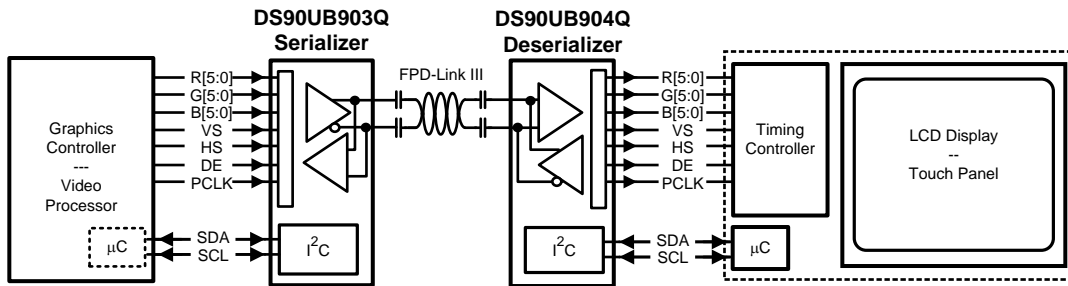 DS90UB903Q
Serializer
DS90UB904Q
Deserializer
FPD-Link III
Graphics
Controller
---
Video
Processor
µC
R[5:0]
G[5:0]
B[5:0]
VS
HS
DE
PCLK
SDA
SCL
I²C
I²C
R[5:0]
G[5:0]
B[5:0]
VS
HS
DE
PCLK
SDA
SCL
Timing
Controller
µC
LCD Display
--
Touch Panel